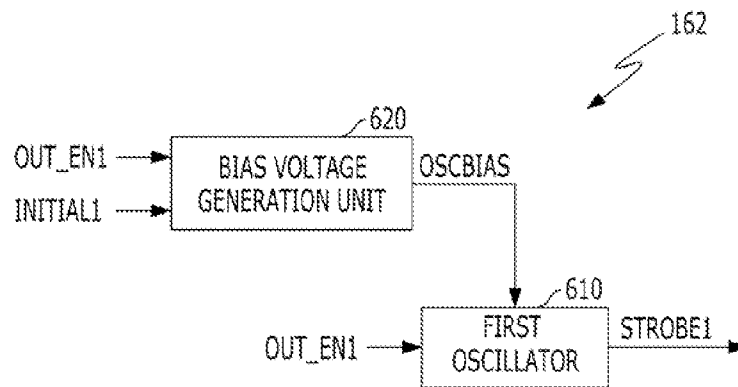 162
620
OUT_EN1
INITIAL1
BIAS VOLTAGE
GENERATION UNIT
OSCBIAS
610
OUT_EN1
FIRST
OSCILLATOR
STROBE1